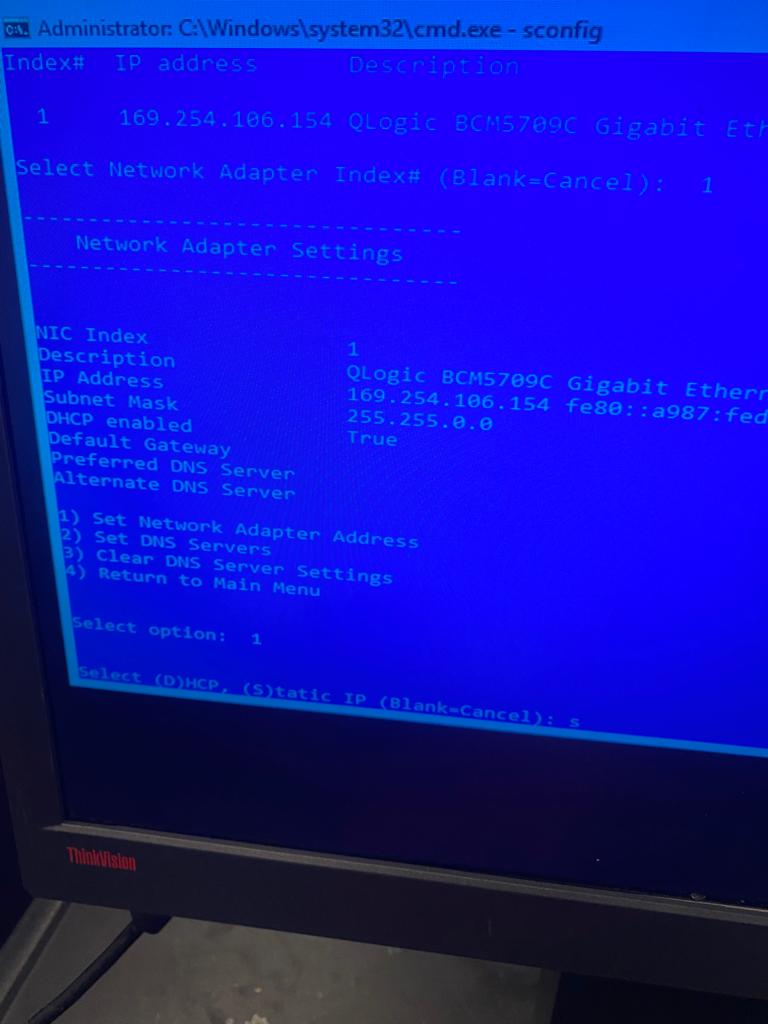 Administrator: C:\Windows\system32\cmd.exe - sconfig
Index# IP address Description
1 169.254.106.154 QLogic BCM5709C Gigabit Eth
Select Network Adapter Index# (Blank=Cancel): 1
---------------------------------
Network Adapter Settings
---------------------------------
NIC Index 1
Description QLogic BCM5709C Gigabit Ethern
IP Address 169.254.106.154 fe80::a987:fed
Subnet Mask 255.255.0.0
DHCP enabled True
Default Gateway
Preferred DNS Server
Alternate DNS Server
1) Set Network Adapter Address
2) Set DNS Servers
3) Clear DNS Server Settings
4) Return to Main Menu
Select option: 1
Select (D)HCP, (S)tatic IP (Blank=Cancel): s
ThinkVision